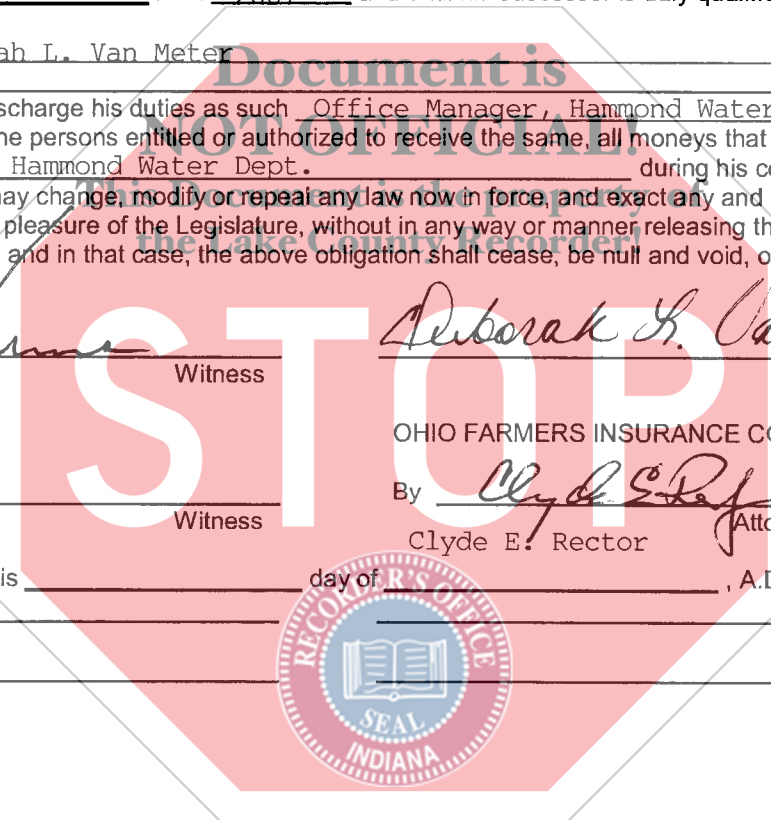 ah L. Van Meter
Document is
scharge his duties as such Office Manager, Hammond Water
NOT OFFICIAL!
he persons entitled or authorized to receive the same, all moneys that
Hammond Water Dept. during his
This Document is the property of
may change, modify or repeal any law now in force, and exact any and
pleasure of the Legislature, without in any way or manner releasing
the Lake County Recorder!
and in that case, the above obligation shall cease, be null and void,
STOP
Deborah L. Va
Witness
OHIO FARMERS INSURANCE CO
By Clyde E. Rector
Witness Atto
Clyde E. Rector
is day of , A.D
RECORDER'S OFFICE
SEAL
INDIANA